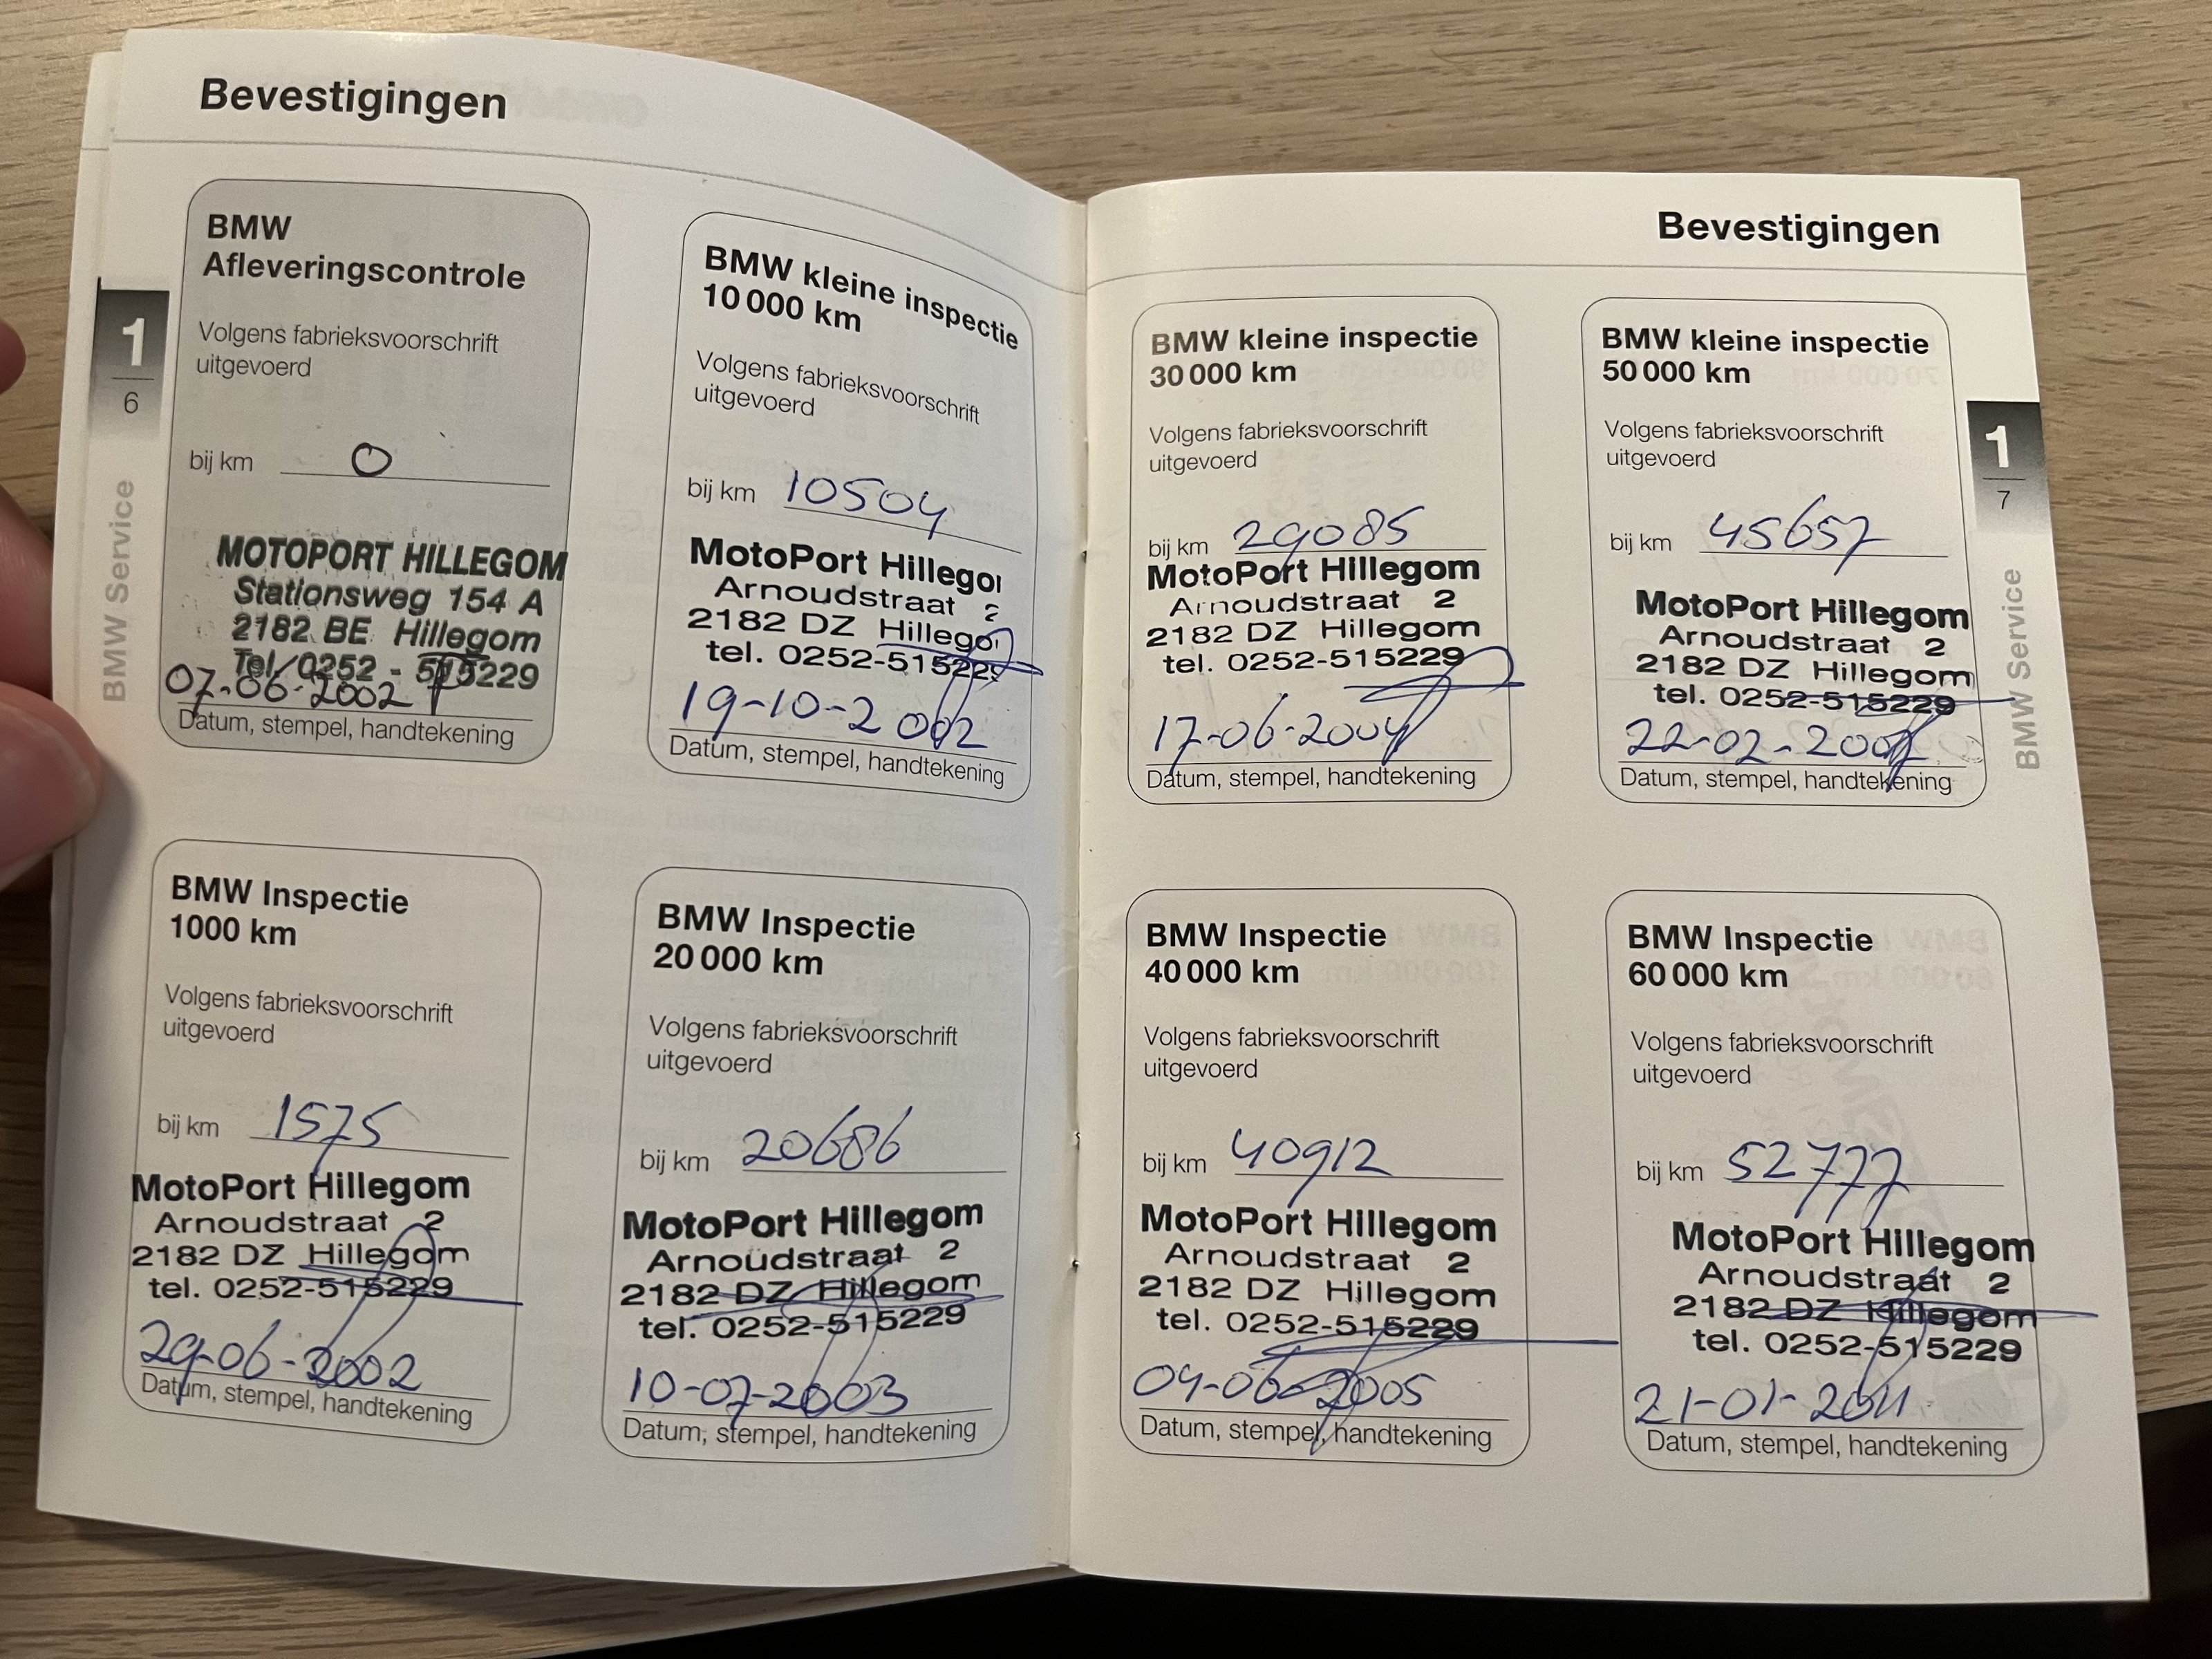 Bevestigingen
BMW
Afleveringscontrole
Volgens fabrieksvoorschrift
uitgevoerd
bij km 0
MOTOPORT HILLEGOM
Stationsweg 154 A
2182 BE Hillegom
Tel. 0252 - 515229
07-06-2002
Datum, stempel, handtekening
BMW kleine inspectie
10 000 km
Volgens fabrieksvoorschrift
uitgevoerd
bij km 10504
MotoPort Hillegom
Arnoudstraat 2
2182 DZ Hillegom
tel. 0252-515229
19-10-2002
Datum, stempel, handtekening
BMW Inspectie
1000 km
Volgens fabrieksvoorschrift
uitgevoerd
bij km 1575
MotoPort Hillegom
Arnoudstraat 2
2182 DZ Hillegom
tel. 0252-515229
29-06-2002
Datum, stempel, handtekening
BMW Inspectie
20 000 km
Volgens fabrieksvoorschrift
uitgevoerd
bij km 20686
MotoPort Hillegom
Arnoudstraat 2
2182 DZ Hillegom
tel. 0252-515229
10-07-2003
Datum, stempel, handtekening
1
6
BMW Service
Bevestigingen
BMW kleine inspectie
30 000 km
Volgens fabrieksvoorschrift
uitgevoerd
bij km 29085
MotoPort Hillegom
Arnoudstraat 2
2182 DZ Hillegom
tel. 0252-515229
17-06-2004
Datum, stempel, handtekening
BMW kleine inspectie
50 000 km
Volgens fabrieksvoorschrift
uitgevoerd
bij km 45657
MotoPort Hillegom
Arnoudstraat 2
2182 DZ Hillegom
tel. 0252-515229
Datum, stempel, handtekening
BMW Inspectie
40 000 km
Volgens fabrieksvoorschrift
uitgevoerd
bij km 40912
MotoPort Hillegom
Arnoudstraat 2
2182 DZ Hillegom
tel. 0252-515229
04-06-2005
Datum, stempel, handtekening
BMW Inspectie
60 000 km
Volgens fabrieksvoorschrift
uitgevoerd
bij km 52777
MotoPort Hillegom
Arnoudstraat 2
2182 DZ Hillegom
tel. 0252-515229
21-01-2011
Datum, stempel, handtekening
1
7
BMW Service